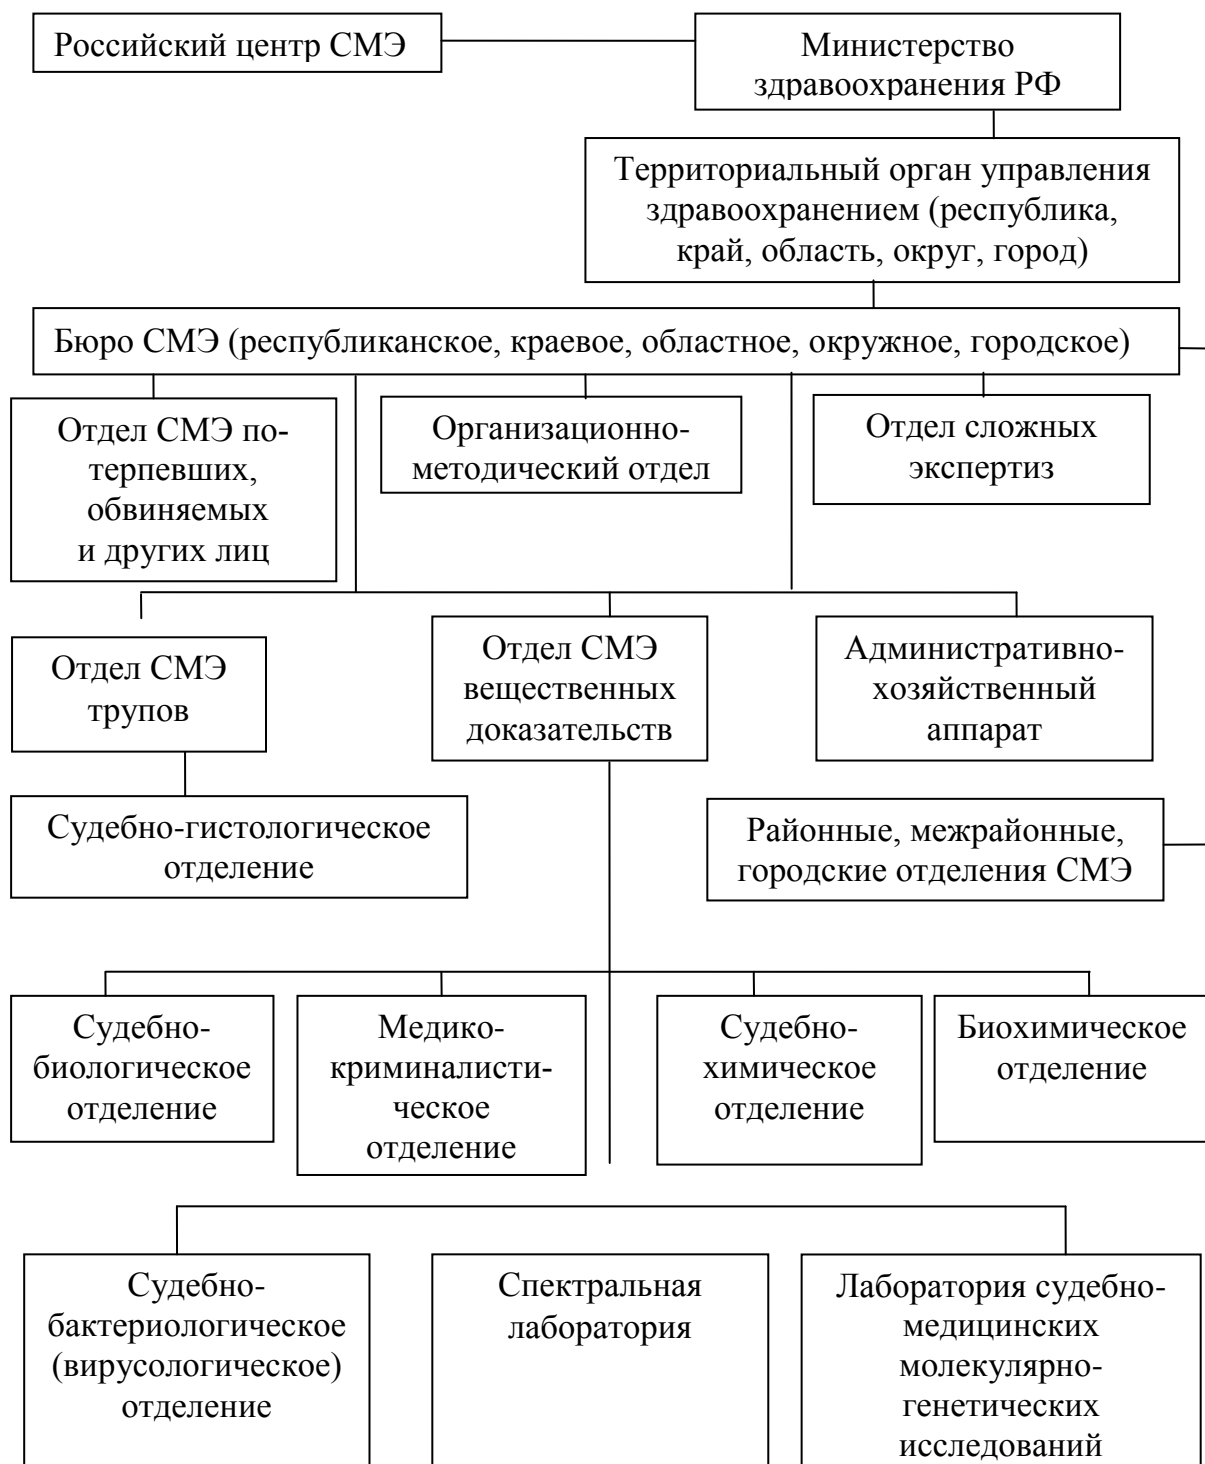 Российский центр СМЭ
Министерство
здравоохранения РФ
Территориальный орган управления
здравоохранением (республика,
край, область, округ, город)
Бюро СМЭ (республиканское, краевое, областное, окружное, городское)
Отдел СМЭ по-
терпевших,
обвиняемых
и других лиц
Организационно-
методический отдел
Отдел сложных
экспертиз
Отдел СМЭ
трупов
Отдел СМЭ
вещественных
доказательств
Административно-
хозяйственный
аппарат
Судебно-гистологическое
отделение
Районные, межрайонные,
городские отделения СМЭ
Судебно-
биологическое
отделение
Медико-
криминалисти-
ческое
отделение
Судебно-
химическое
отделение
Биохимическое
отделение
Судебно-
бактериологическое
(вирусологическое)
отделение
Спектральная
лаборатория
Лаборатория судебно-
медицинских
молекулярно-
генетических
исследований